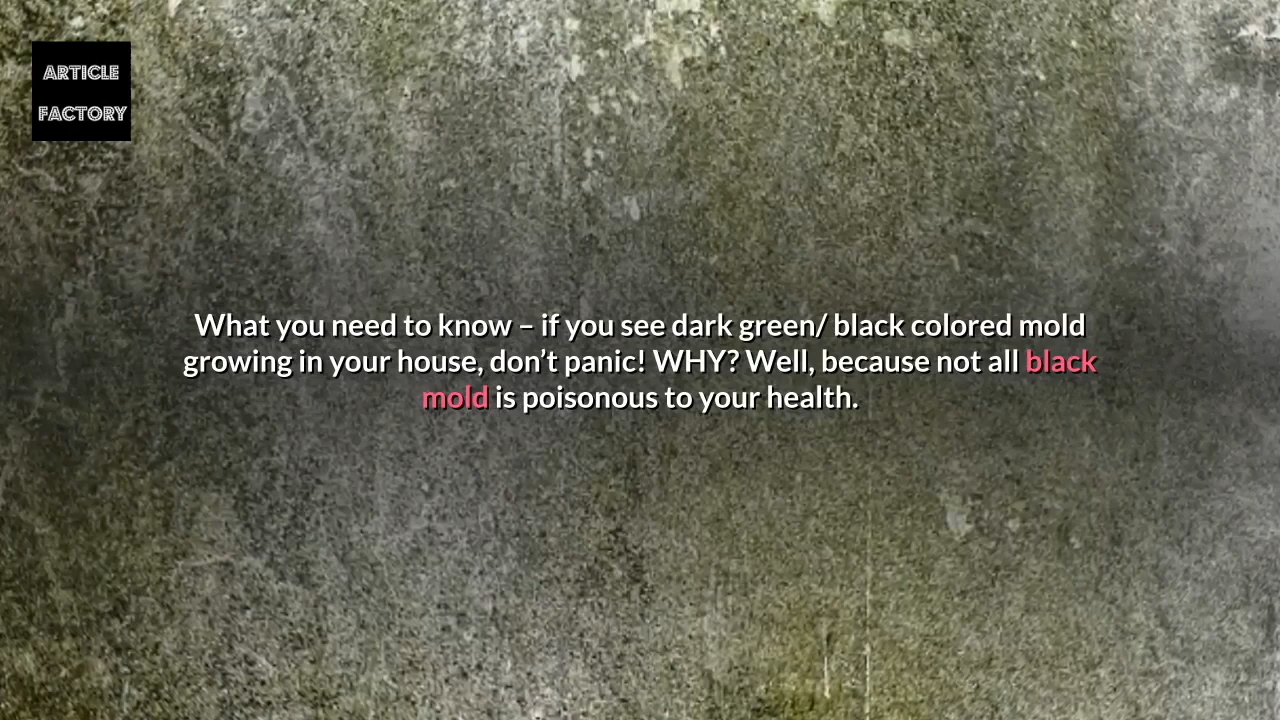 ARTICLE
FACTORY
What you need to know – if you see dark green/ black colored mold
growing in your house, don’t panic! WHY? Well, because not all black
mold is poisonous to your health.